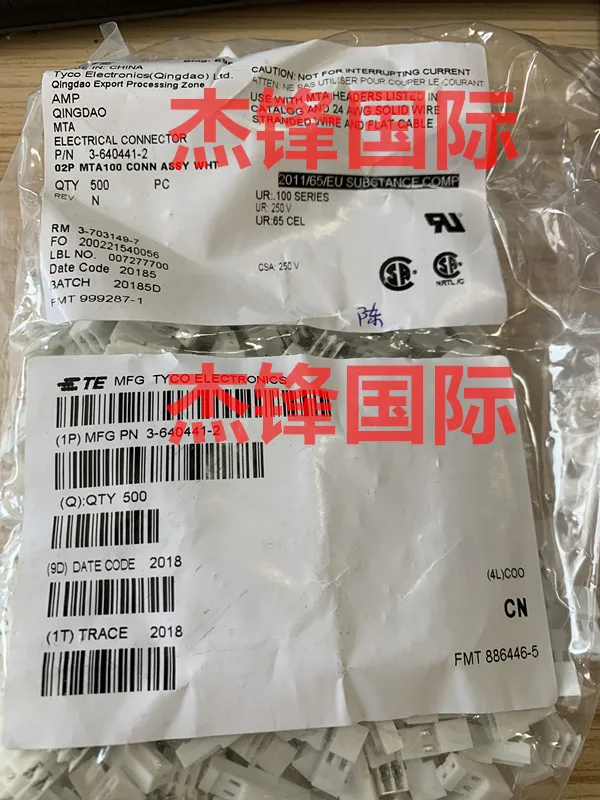 MADE IN: CHINA
Tyco Electronics(Qingdao) Ltd.
Qingdao Export Processing Zone
AMP
QINGDAO
MTA
ELECTRICAL CONNECTOR
P/N 3-640441-2
02P MTA100 CONN ASSY WHT
QTY 500 PC
REV N
RM 3-703149-7
FO 200221540056
LBL NO. 007277700
Date Code 20185
BATCH 20185D
FMT 999287-1
CAUTION: NOT FOR INTERRUPTING CURRENT
ATTEN NE PAS UTILISER POUR COUPER LE COURANT
USE WITH MTA HEADERS LISTED IN
CATALOG AND 24 AWG SOLID WIRE
STRANDED WIRE AND FLAT CABLE
2011/65/EU SUBSTANCE COMP
UR:.100 SERIES
UR: 250 V
UR:65 CEL
CSA: 250 V
SA
SA
NRTL/C
陈
杰锋国际
TE MFG TYCO ELECTRONICS
(1P) MFG PN 3-640441-2
(Q):QTY 500
(9D) DATE CODE 2018
(1T) TRACE 2018
(4L)COO
CN
FMT 886446-5
杰锋国际